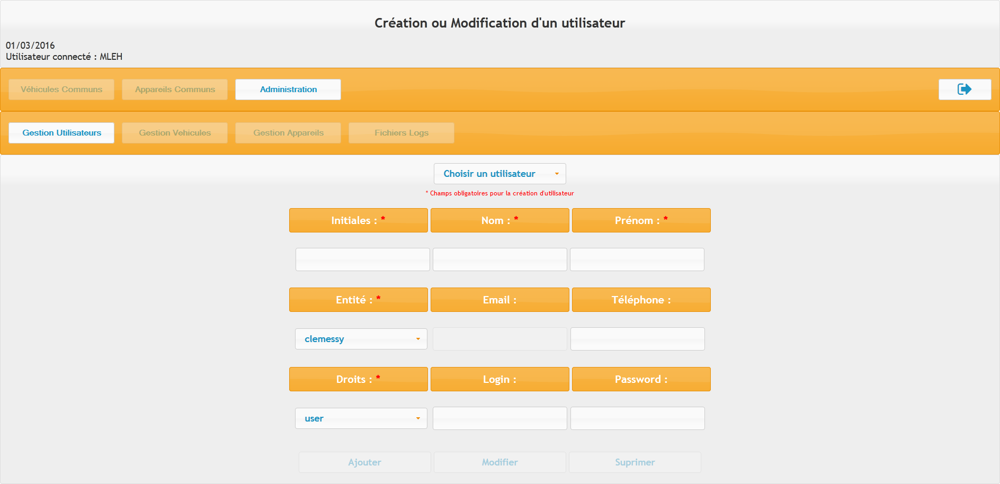 Création ou Modification d'un utilisateur
01/03/2016
Utilisateur connecté : MLEH
Véhicules Communs Appareils Communs Administration
Gestion Utilisateurs Gestion Vehicules Gestion Appareils Fichiers Logs
Choisir un utilisateur
* Champs obligatoires pour la création d'utilisateur
Initiales : * Nom : * Prénom : *
Entité : * Email : Téléphone :
clemessy
Droits : * Login : Password :
user
Ajouter Modifier Suprimer